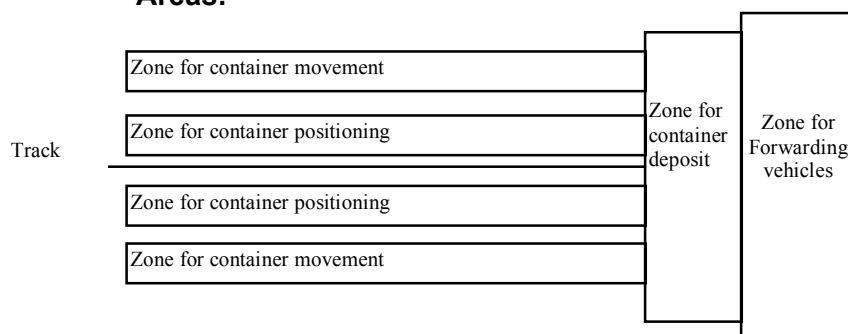 Areas:
Zone for container movement
Zone for container positioning
Track
Zone for container positioning
Zone for container movement
Zone for
container
deposit
Zone for
Forwarding
vehicles